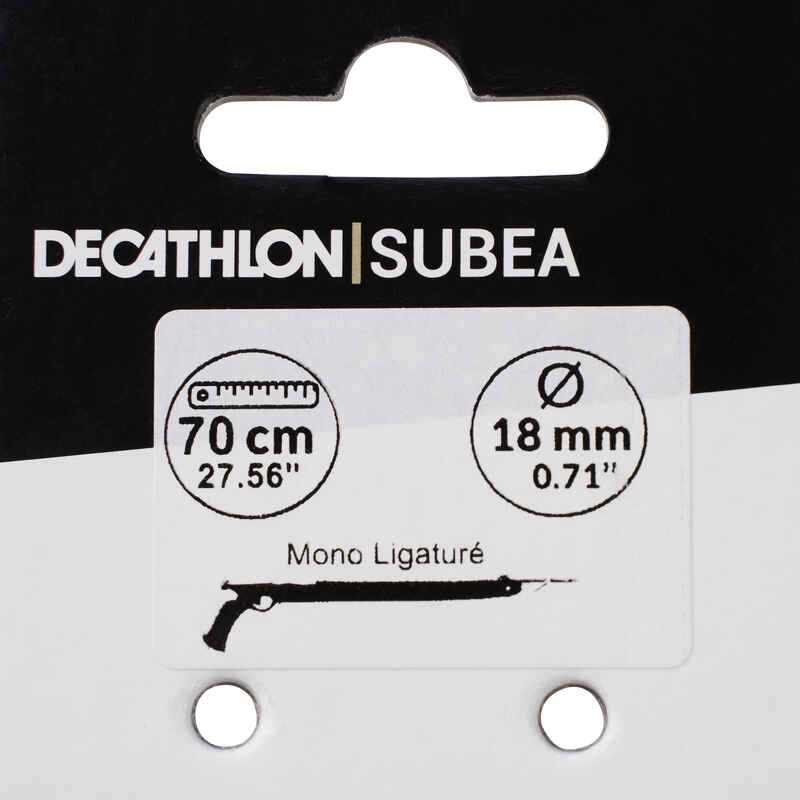 DECATHLON | SUBEA
70 cm
27.56"
Ø
18 mm
0.71"
Mono Ligaturé